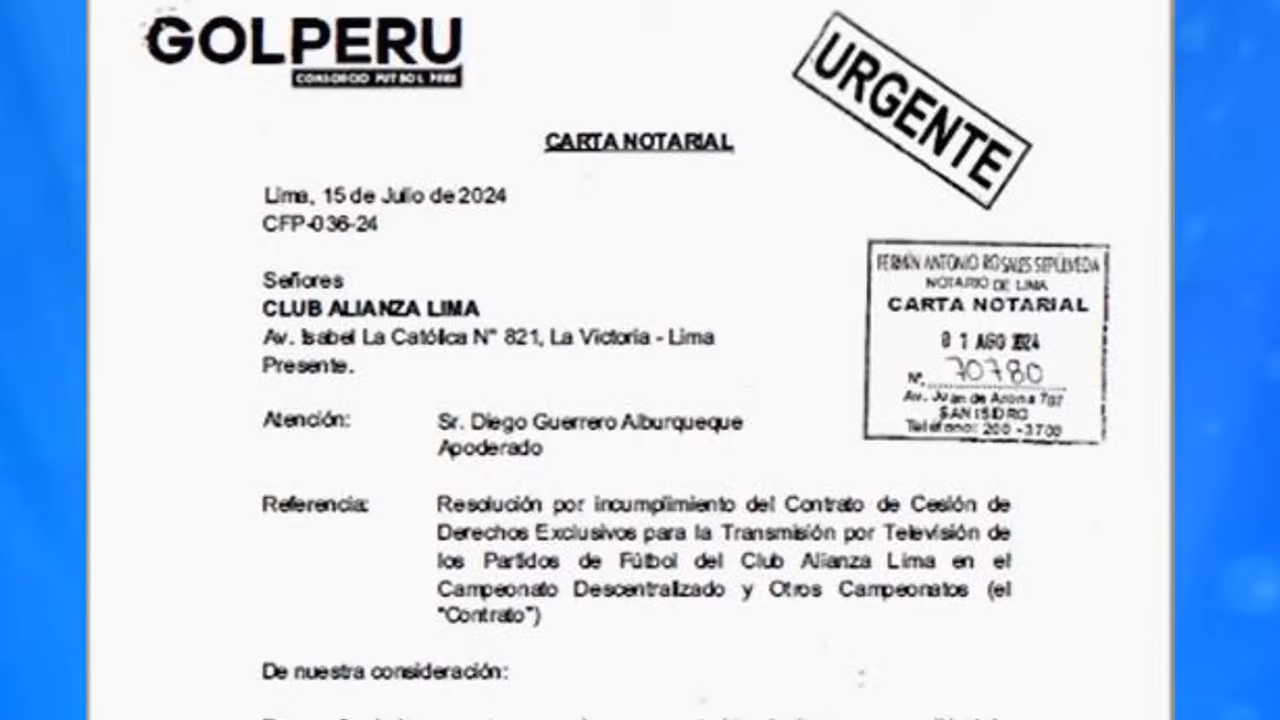 GOLPERU
CONSORCIO FUTBOL PERU
URGENTE
CARTA NOTARIAL
Lima, 15 de Julio de 2024
CFP-036-24
Señores
CLUB ALIANZA LIMA
Av. Isabel La Católica N° 821, La Victoria - Lima
Presente.
FERMÍN ANTONIO ROSALES SEPÚLVEDA
NOTARIO DE LIMA
CARTA NOTARIAL
0 1 AGO 2024
N°. 70780
Av. Juan de Arona 707
SAN ISIDRO
Teléfono: 200 - 3700
Atención: Sr. Diego Guerrero Alburqueque
Apoderado
Referencia: Resolución por incumplimiento del Contrato de Cesión de
Derechos Exclusivos para la Transmisión por Televisión de
los Partidos de Fútbol del Club Alianza Lima en el
Campeonato Descentralizado y Otros Campeonatos (el
"Contrato")
De nuestra consideración: